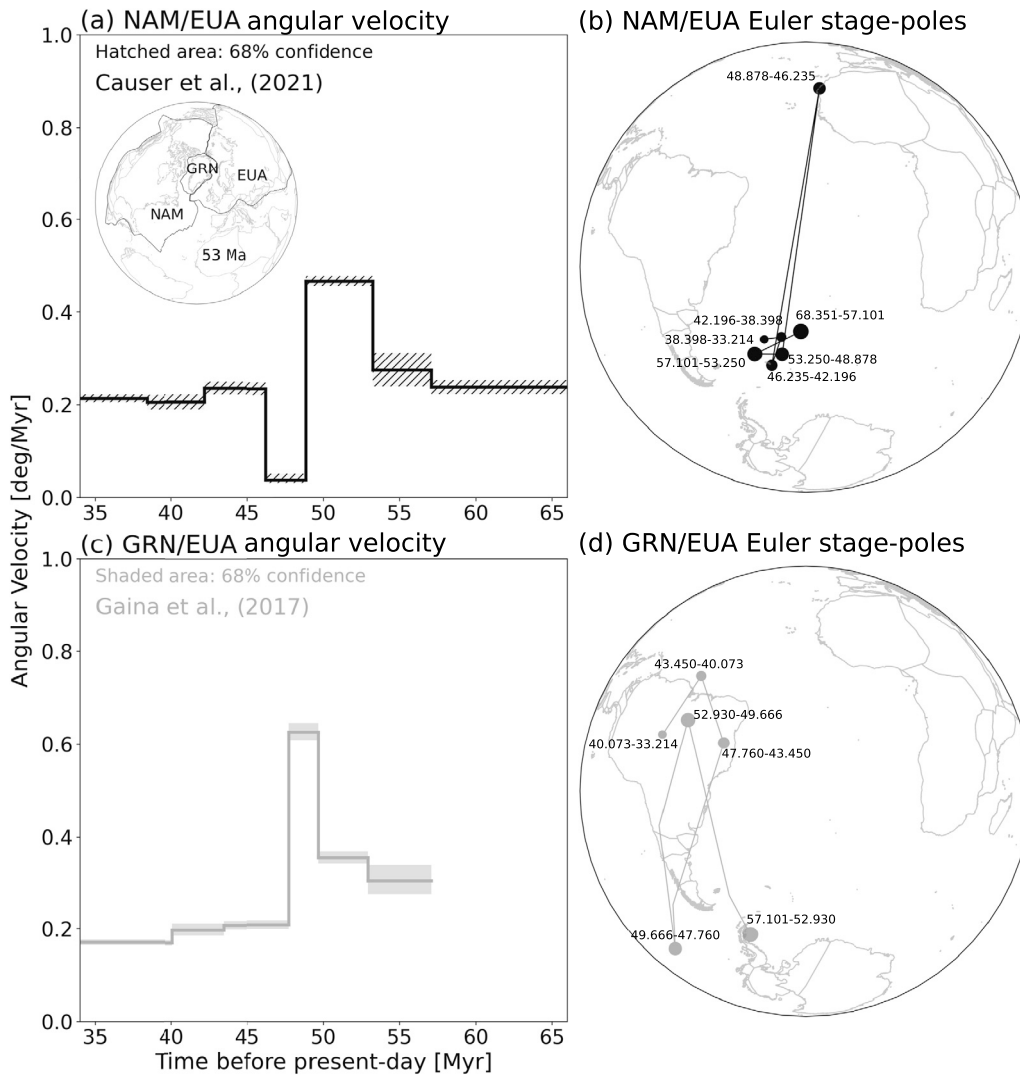 (a) NAM/EUA angular velocity
1.0
Hatched area: 68% confidence
Causer et al., (2021)
0.8
GRN
EUA
NAM
0.6
53 Ma
0.4
0.2
0.0
35 40 45 50 55 60 65
(b) NAM/EUA Euler stage-poles
48.878-46.235
68.351-57.101
42.196-38.398
38.398-33.214
57.101-53.250
53.250-48.878
46.235-42.196
Angular Velocity [deg/Myr]
(c) GRN/EUA angular velocity
1.0
Shaded area: 68% confidence
Gaina et al., (2017)
0.8
0.6
0.4
0.2
0.0
35 40 45 50 55 60 65
Time before present-day [Myr]
(d) GRN/EUA Euler stage-poles
43.450-40.073
52.930-49.666
40.073-33.214
47.760-43.450
57.101-52.930
49.666-47.760